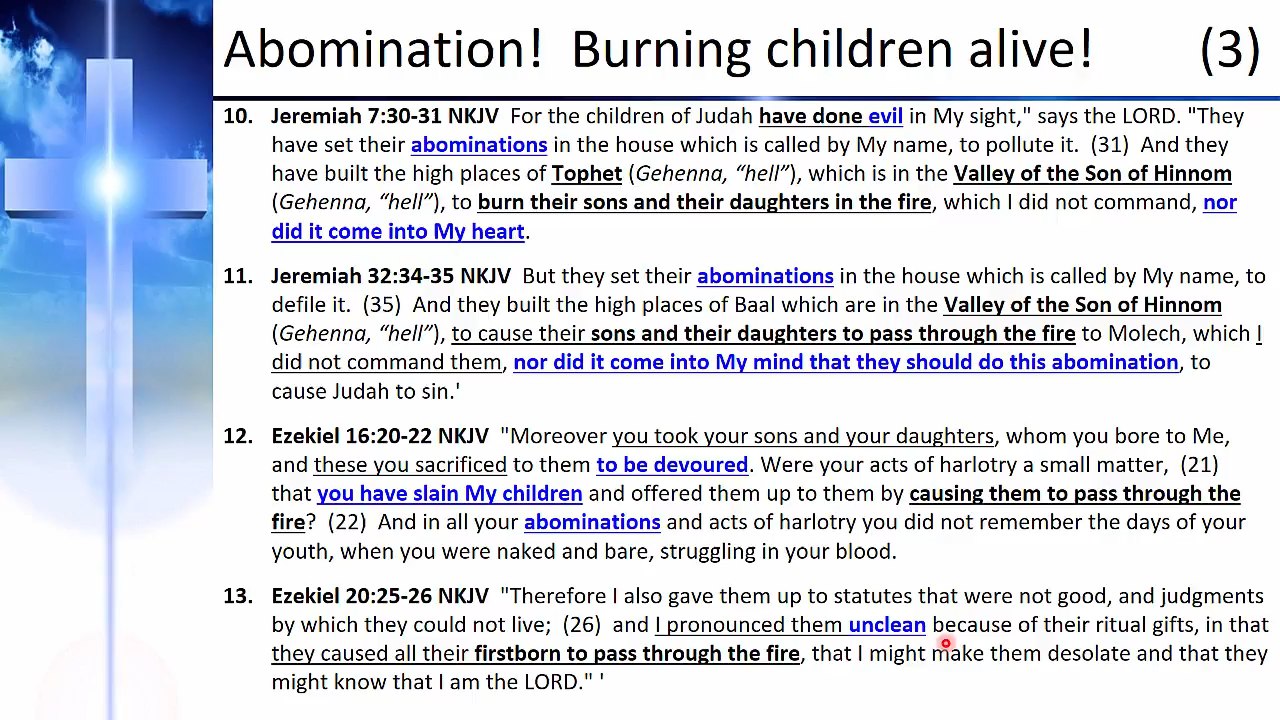 Abomination!  Burning children alive! (3)
10. Jeremiah 7:30-31 NKJV  For the children of Judah have done evil in My sight," says the LORD. "They
have set their abominations in the house which is called by My name, to pollute it.  (31)  And they
have built the high places of Tophet (Gehenna, “hell”), which is in the Valley of the Son of Hinnom
(Gehenna, “hell”), to burn their sons and their daughters in the fire, which I did not command, nor
did it come into My heart.
11. Jeremiah 32:34-35 NKJV  But they set their abominations in the house which is called by My name, to
defile it.  (35)  And they built the high places of Baal which are in the Valley of the Son of Hinnom
(Gehenna, “hell”), to cause their sons and their daughters to pass through the fire to Molech, which I
did not command them, nor did it come into My mind that they should do this abomination, to
cause Judah to sin.'
12. Ezekiel 16:20-22 NKJV  "Moreover you took your sons and your daughters, whom you bore to Me,
and these you sacrificed to them to be devoured. Were your acts of harlotry a small matter,  (21)
that you have slain My children and offered them up to them by causing them to pass through the
fire?  (22)  And in all your abominations and acts of harlotry you did not remember the days of your
youth, when you were naked and bare, struggling in your blood.
13. Ezekiel 20:25-26 NKJV  "Therefore I also gave them up to statutes that were not good, and judgments
by which they could not live;  (26)  and I pronounced them unclean because of their ritual gifts, in that
they caused all their firstborn to pass through the fire, that I might make them desolate and that they
might know that I am the LORD." '